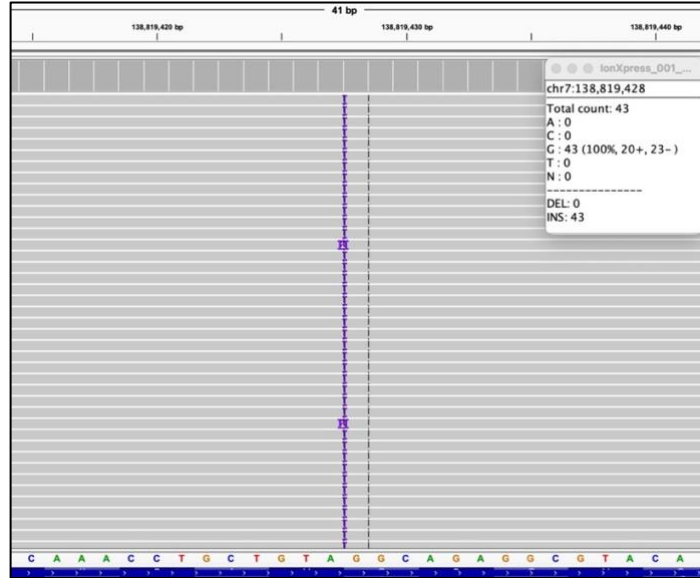 41 bp
138,819,420 bp 138,819,430 bp 138,819,440 bp
IonXpress_001_...
chr7:138,819,428
Total count: 43
A : 0
C : 0
G : 43 (100%, 20+, 23- )
T : 0
N : 0
---------------
DEL: 0
INS: 43
C A A A C C T G C T G T A G G C A G A G G C G T A C A